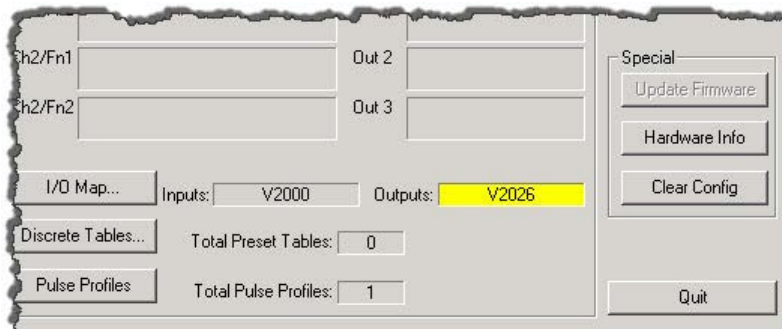 Ch2/Fn1
Out 2
Ch2/Fn2
Out 3
Special
Update Firmware
Hardware Info
Clear Config
I/O Map...
Inputs: V2000
Outputs: V2026
Discrete Tables...
Total Preset Tables: 0
Pulse Profiles
Total Pulse Profiles: 1
Quit